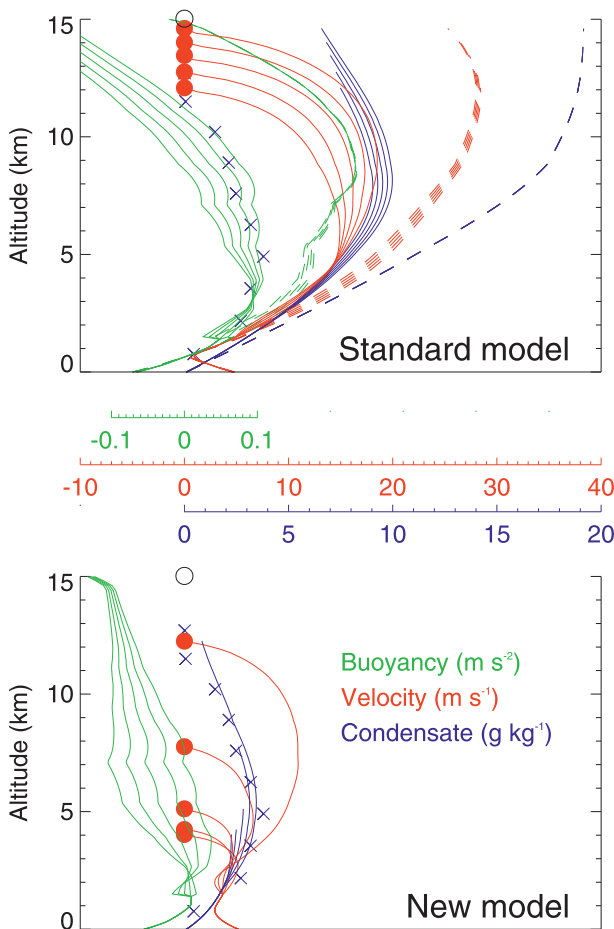 15
10
Altitude (km)
5
0
Standard model
-0.1 0 0.1
-10 0 10 20 30 40
0 5 10 15 20
15
10
Altitude (km)
5
0
Buoyancy (m s⁻²)
Velocity (m s⁻¹)
Condensate (g kg⁻¹)
New model